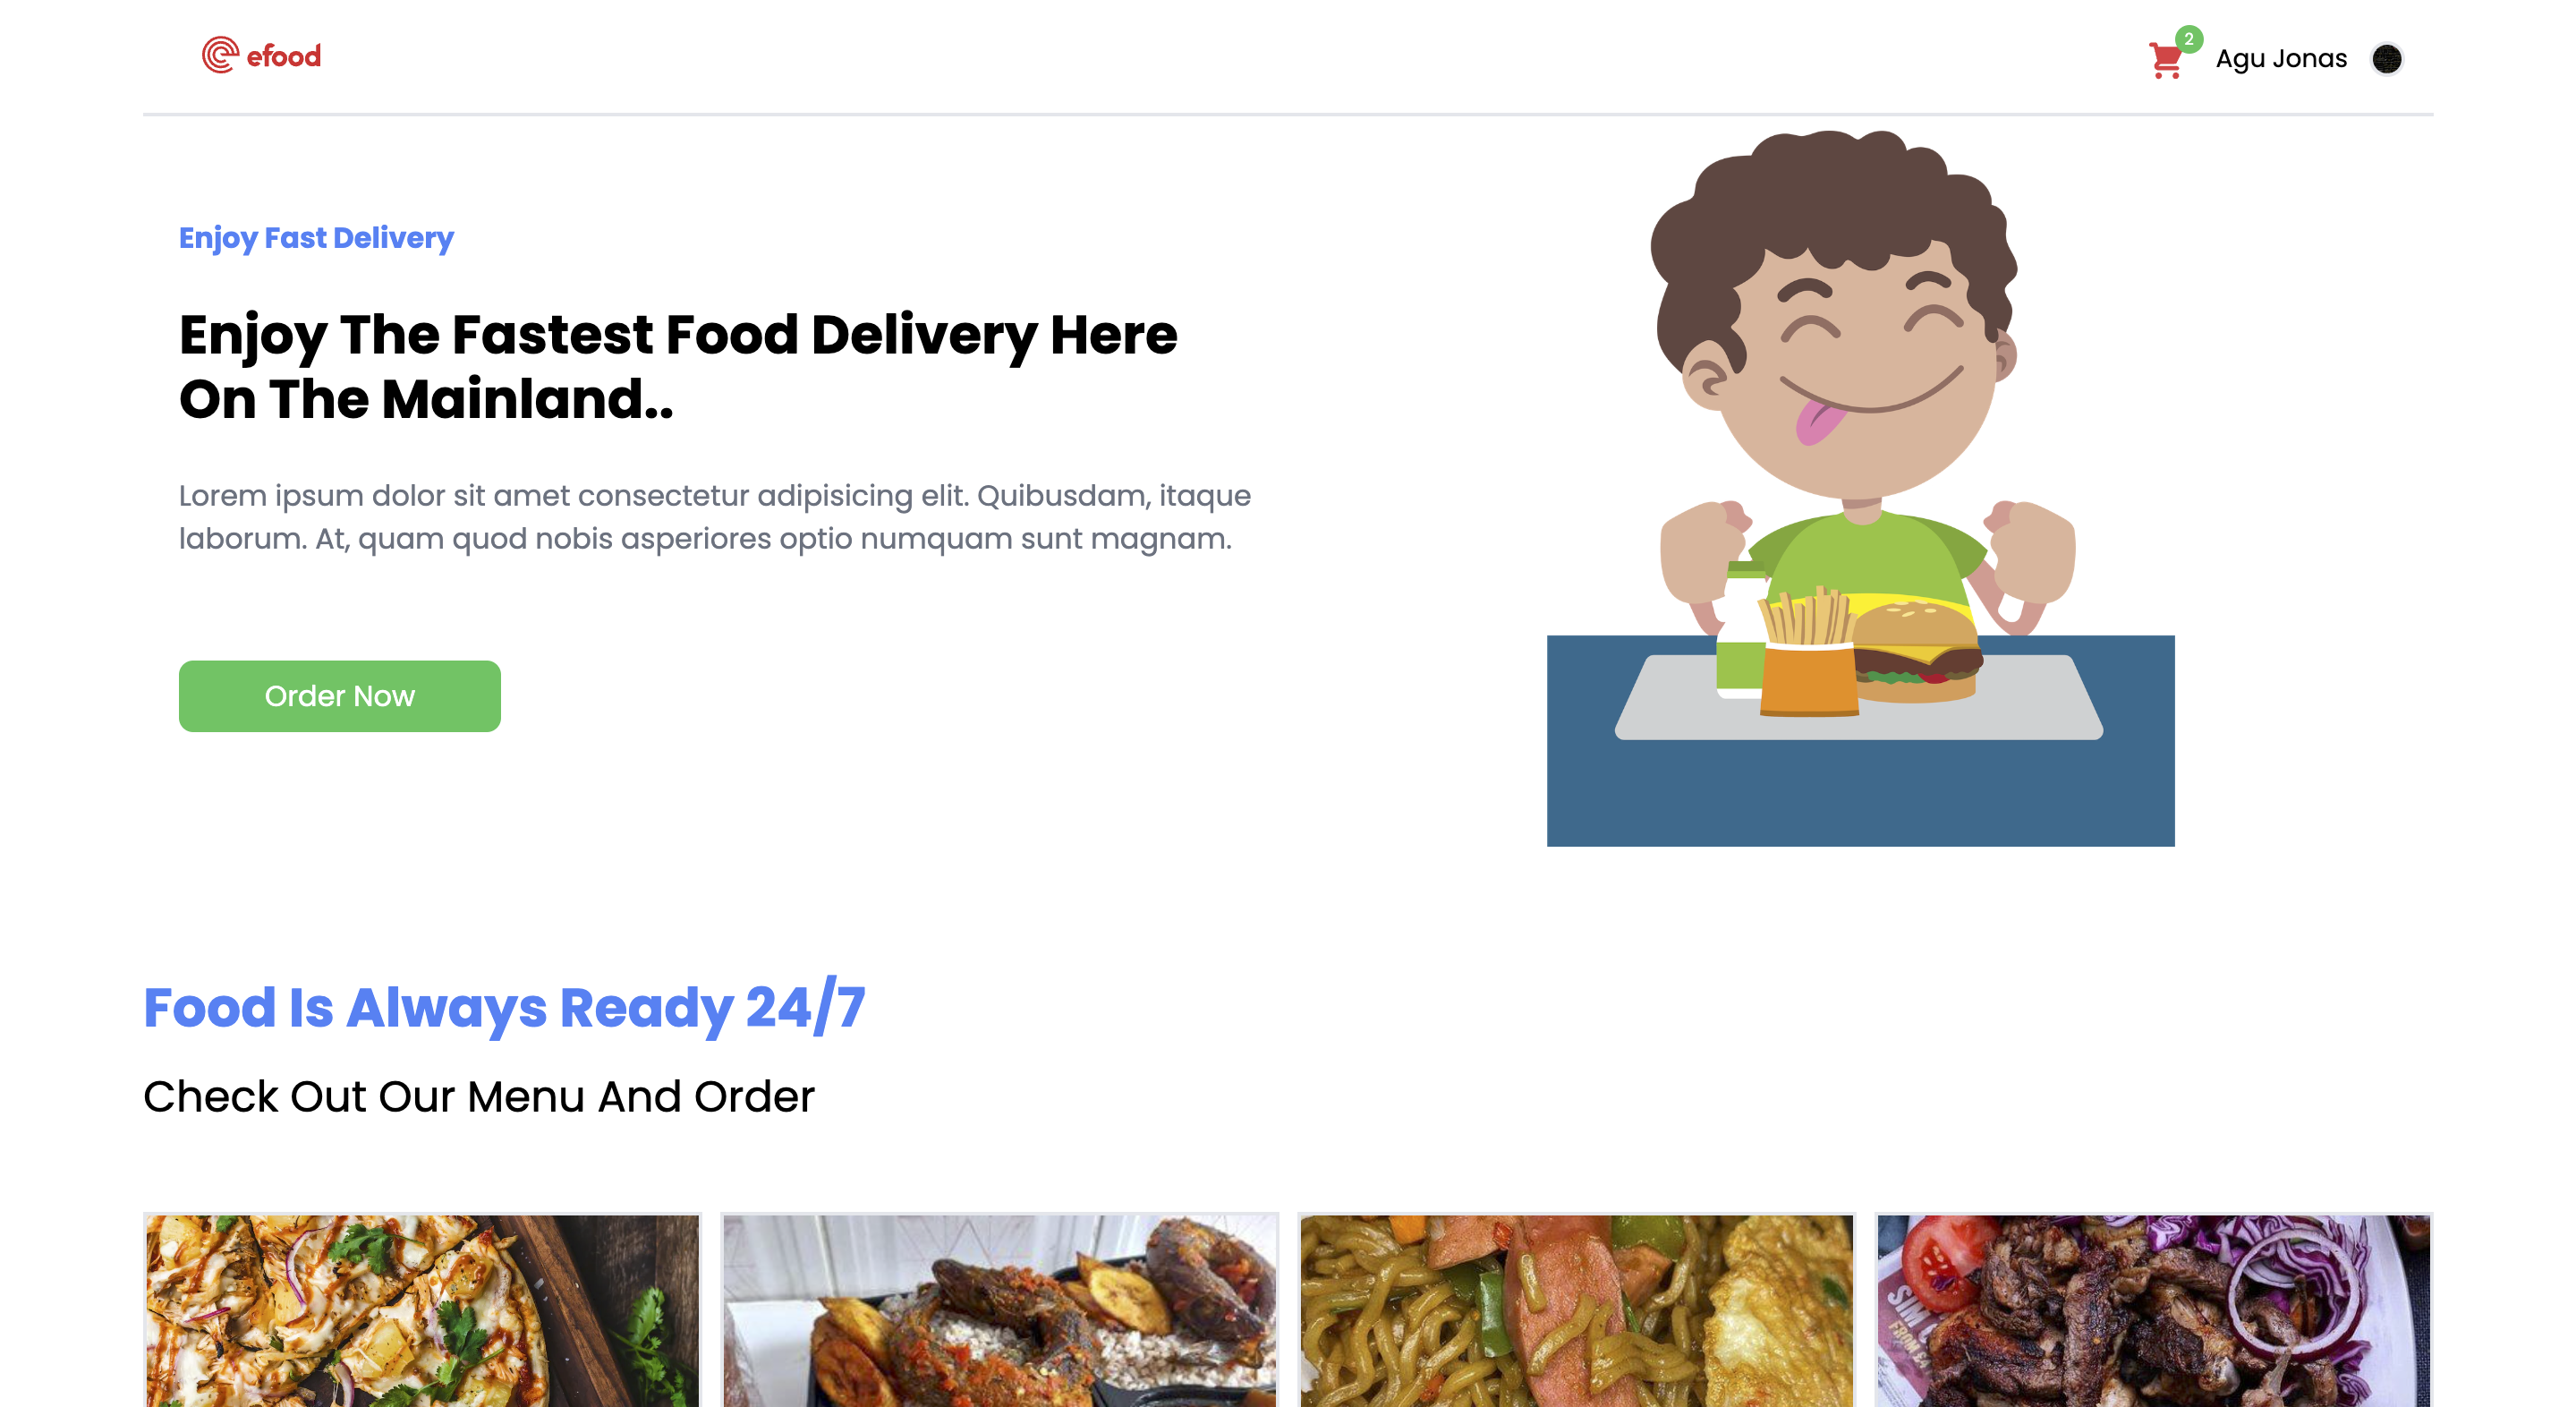 efood
2
Agu Jonas
Enjoy Fast Delivery
Enjoy The Fastest Food Delivery Here
On The Mainland..
Lorem ipsum dolor sit amet consectetur adipisicing elit. Quibusdam, itaque
laborum. At, quam quod nobis asperiores optio numquam sunt magnam.
Order Now
Food Is Always Ready 24/7
Check Out Our Menu And Order